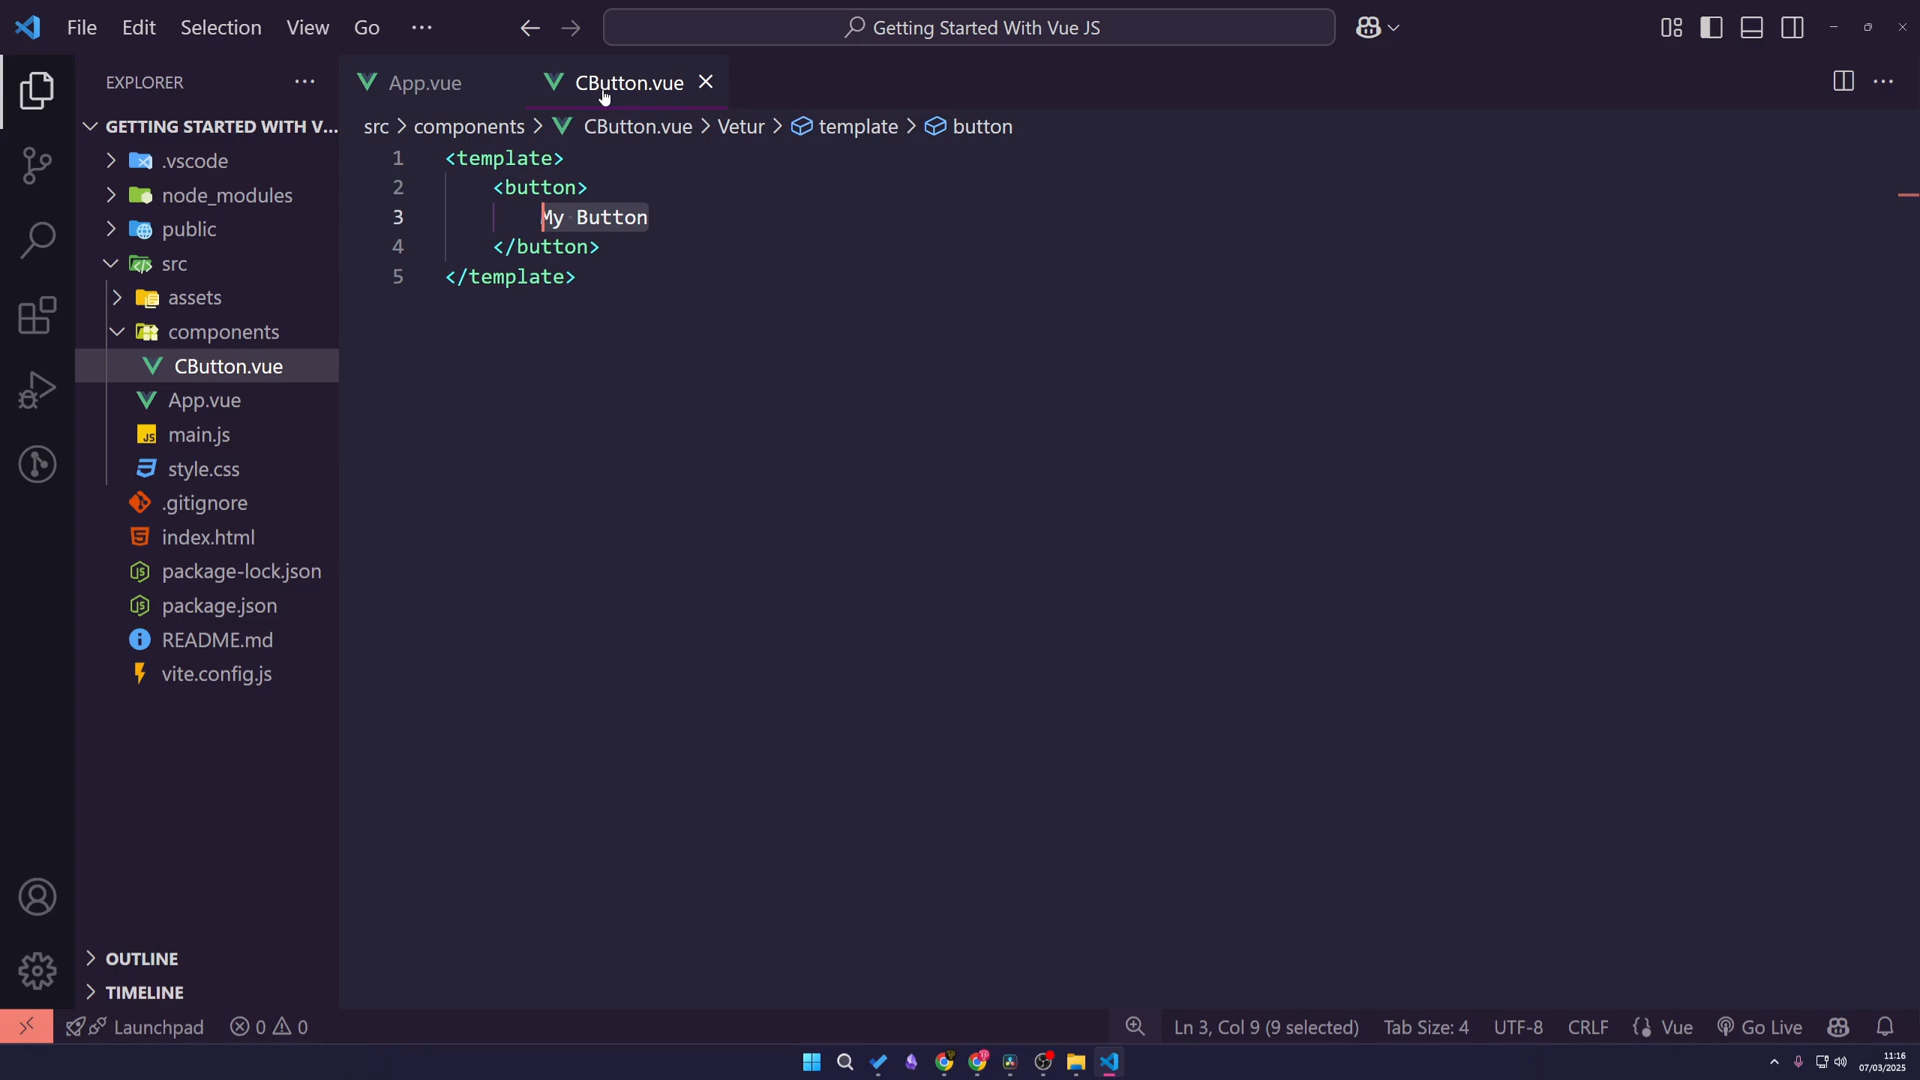 File Edit Selection View Go ··· Getting Started With Vue JS
EXPLORER ···
GETTING STARTED WITH V...
.vscode
node_modules
public
src
assets
components
CButton.vue
App.vue
main.js
style.css
.gitignore
index.html
package-lock.json
package.json
README.md
vite.config.js
OUTLINE
TIMELINE
App.vue CButton.vue
src > components > CButton.vue > Vetur > template > button
1 <template>
2 <button>
3 My·Button
4 </button>
5 </template>
Launchpad 0 0 Ln 3, Col 9 (9 selected) Tab Size: 4 UTF-8 CRLF {} Vue Go Live
11:16
07/03/2025